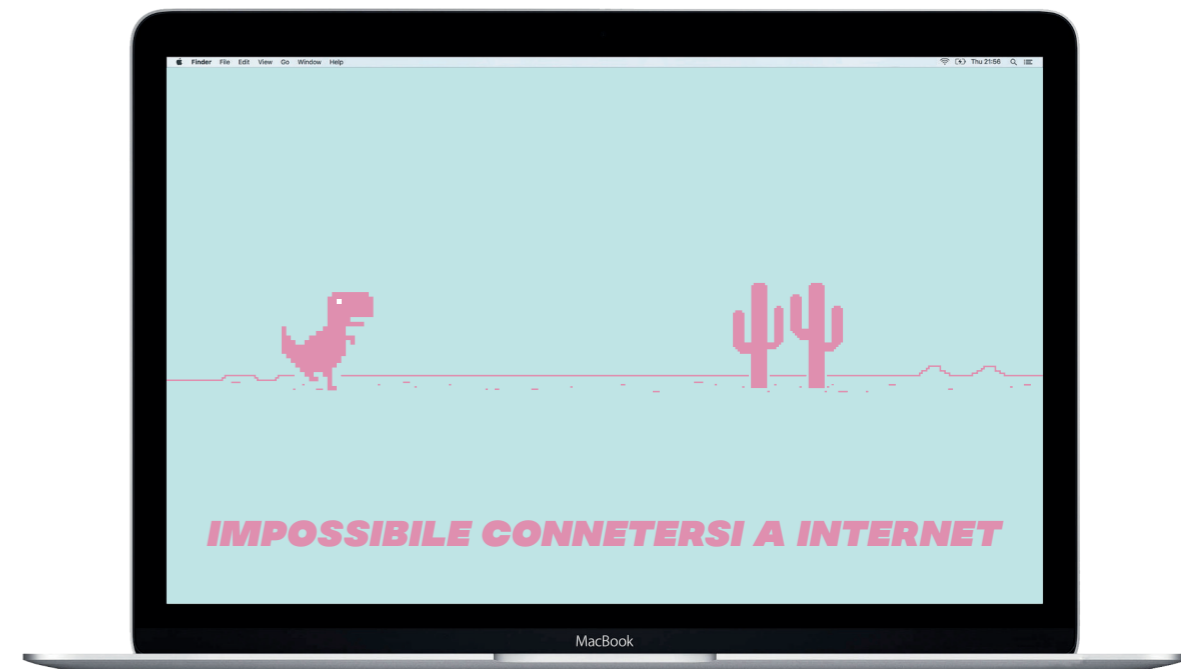 Finder File Edit View Go Window Help Thu 21:56
IMPOSSIBILE CONNETERSI A INTERNET
MacBook